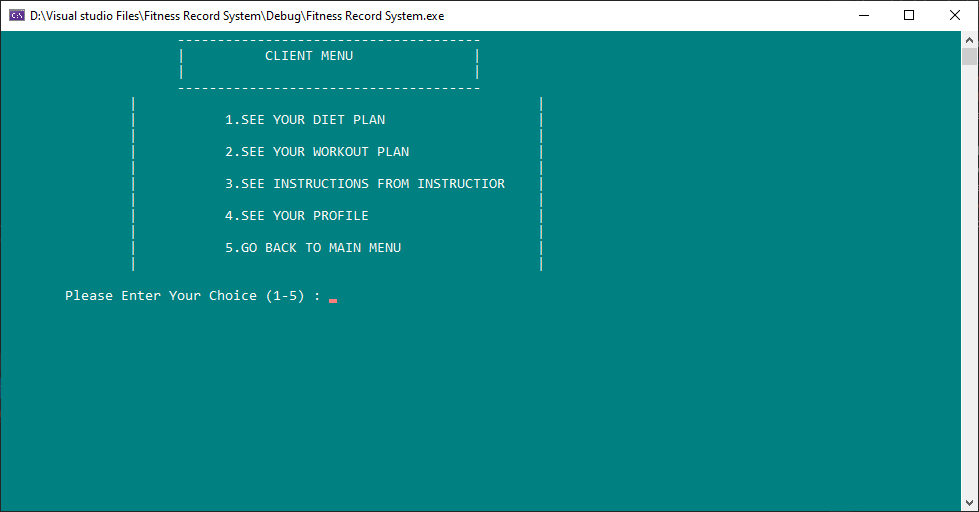 D:\Visual studio Files\Fitness Record System\Debug\Fitness Record System.exe
CLIENT MENU
1.SEE YOUR DIET PLAN
2.SEE YOUR WORKOUT PLAN
3.SEE INSTRUCTIONS FROM INSTRUCTIOR
4.SEE YOUR PROFILE
5.GO BACK TO MAIN MENU
Please Enter Your Choice (1-5) :